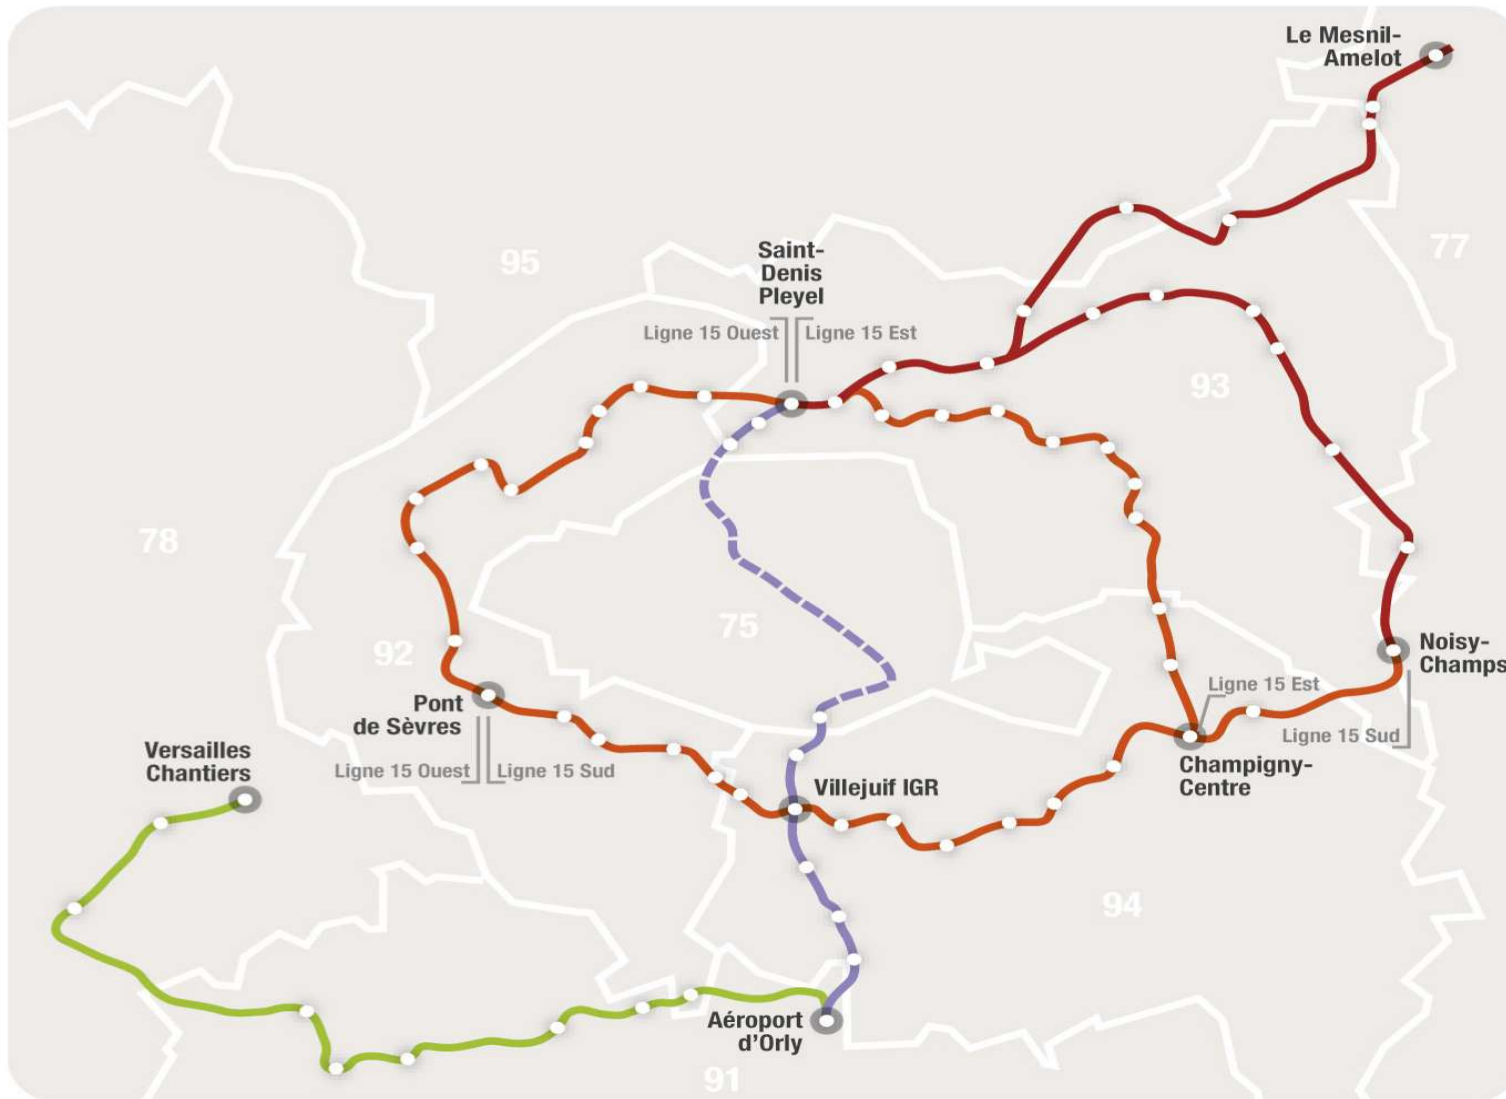 Le Mesnil-
Amelot
95
77
Saint-
Denis
Pleyel
Ligne 15 Ouest
Ligne 15 Est
93
78
75
92
Noisy-
Champs
Pont
de Sèvres
Ligne 15 Est
Ligne 15 Sud
Versailles
Chantiers
Ligne 15 Ouest
Ligne 15 Sud
Villejuif IGR
Champigny-
Centre
94
Aéroport
d'Orly
91